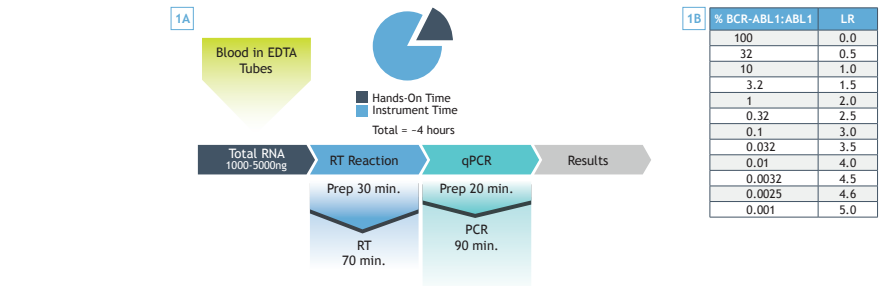 1A
Blood in EDTA
Tubes
Hands-On Time
Instrument Time
Total = ~4 hours
Total RNA
1000-5000ng
RT Reaction
qPCR
Results
Prep 30 min.
Prep 20 min.
RT
70 min.
PCR
90 min.
1B
% BCR-ABL1:ABL1 LR
100 0.0
32 0.5
10 1.0
3.2 1.5
1 2.0
0.32 2.5
0.1 3.0
0.032 3.5
0.01 4.0
0.0032 4.5
0.0025 4.6
0.001 5.0